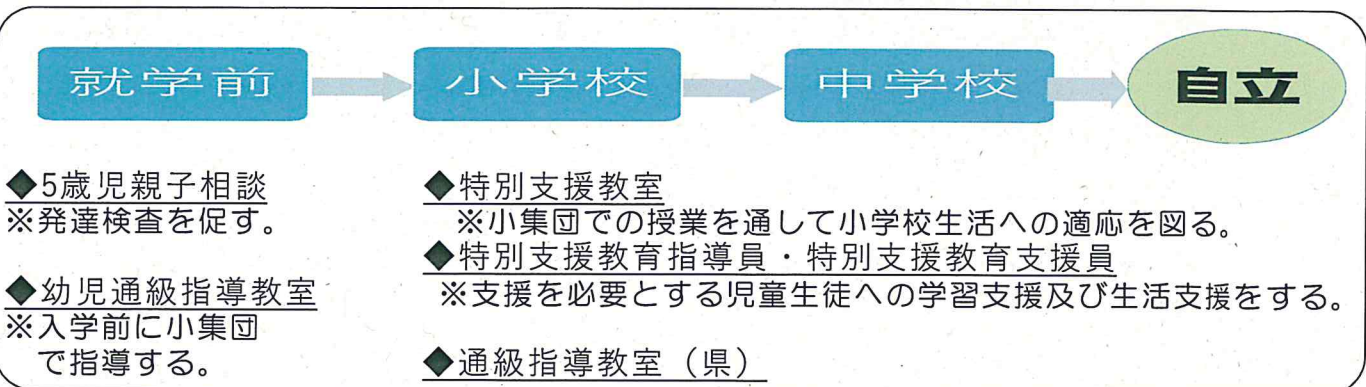 就学前
小学校
中学校
自立
◆5歳児親子相談
※発達検査を促す。
◆幼児通級指導教室
※入学前に小集団
で指導する。
◆特別支援教室
※小集団での授業を通して小学校生活への適応を図る。
◆特別支援教育指導員・特別支援教育支援員
※支援を必要とする児童生徒への学習支援及び生活支援をする。
◆通級指導教室（県）